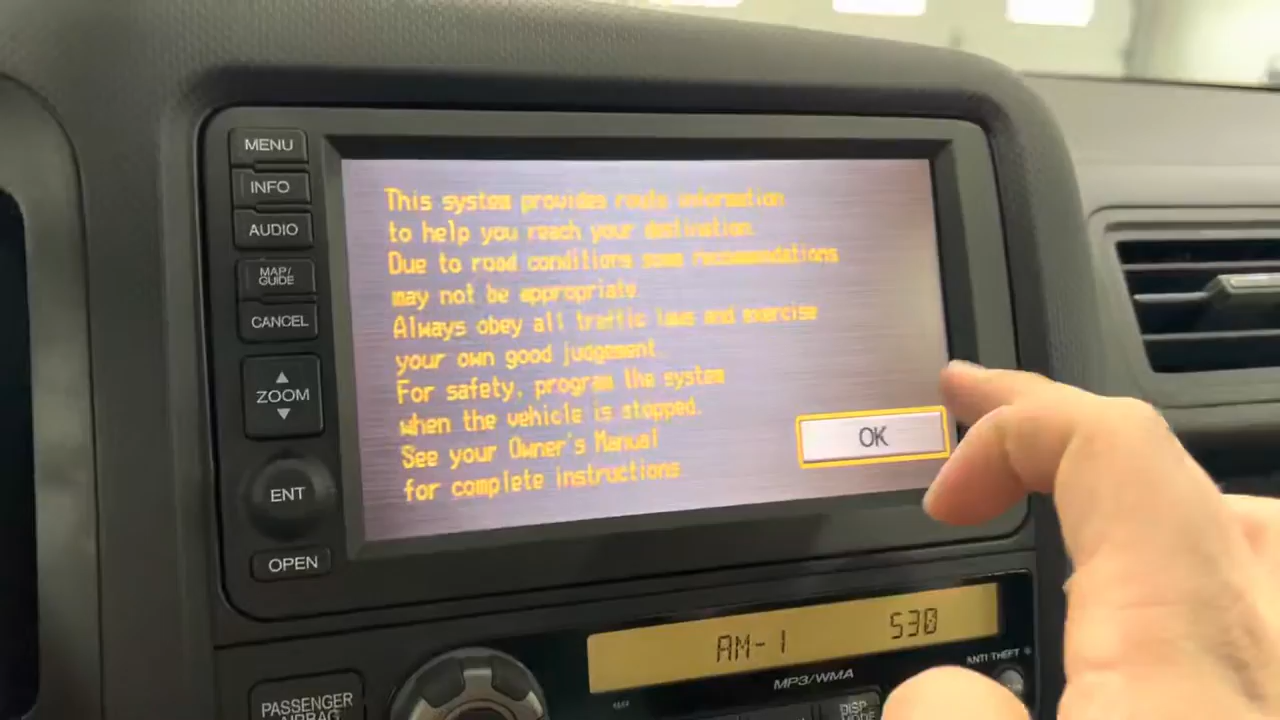 MENU
INFO
AUDIO
MAP/
GUIDE
CANCEL
ZOOM
ENT
OPEN
This system provides route information
to help you reach your destination.
Due to road conditions some recommendations
may not be appropriate.
Always obey all traffic laws and exercise
your own good judgement.
For safety, program the system
when the vehicle is stopped.
See your Owner's Manual
for complete instructions.
OK
AM-1 530
MP3/WMA
ANTI THEFT
PASSENGER
AIRBAG
DISP
MODE